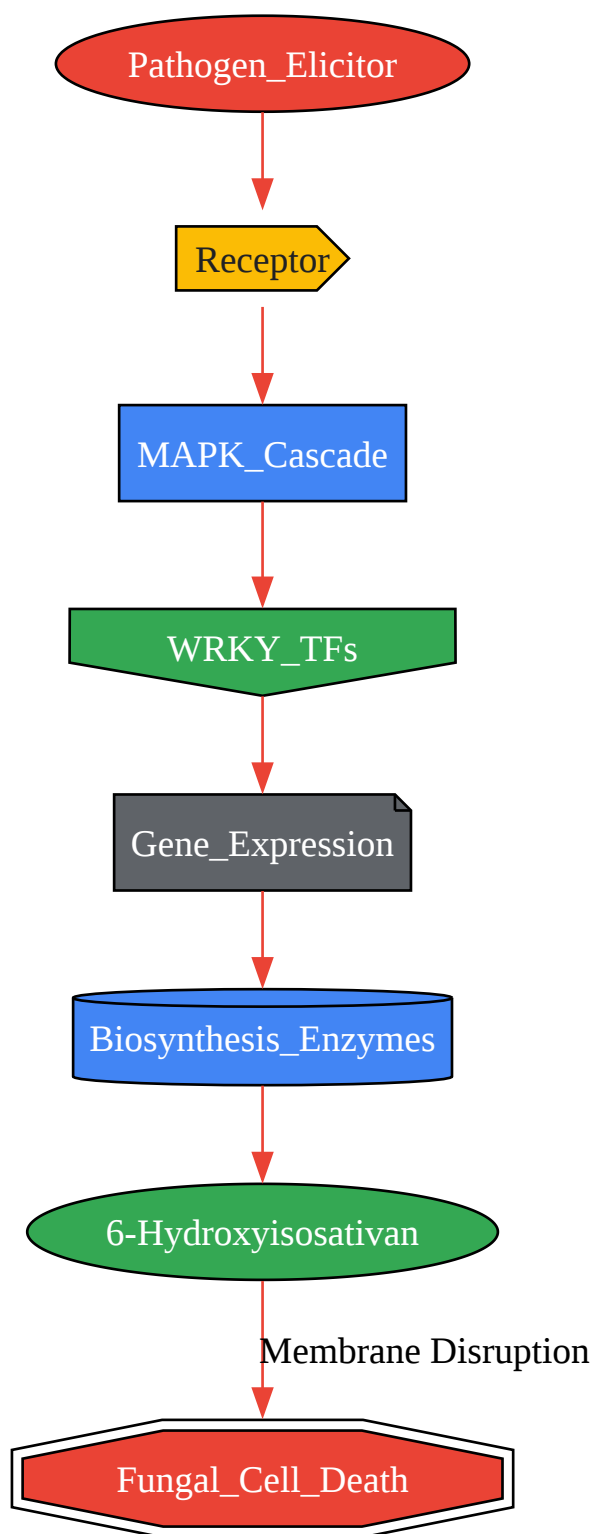 Pathogen_Elicitor
Receptor
MAPK_Cascade
WRKY_TFs
Gene_Expression
Biosynthesis_Enzymes
6-Hydroxyisosativan
Membrane Disruption
Fungal_Cell_Death